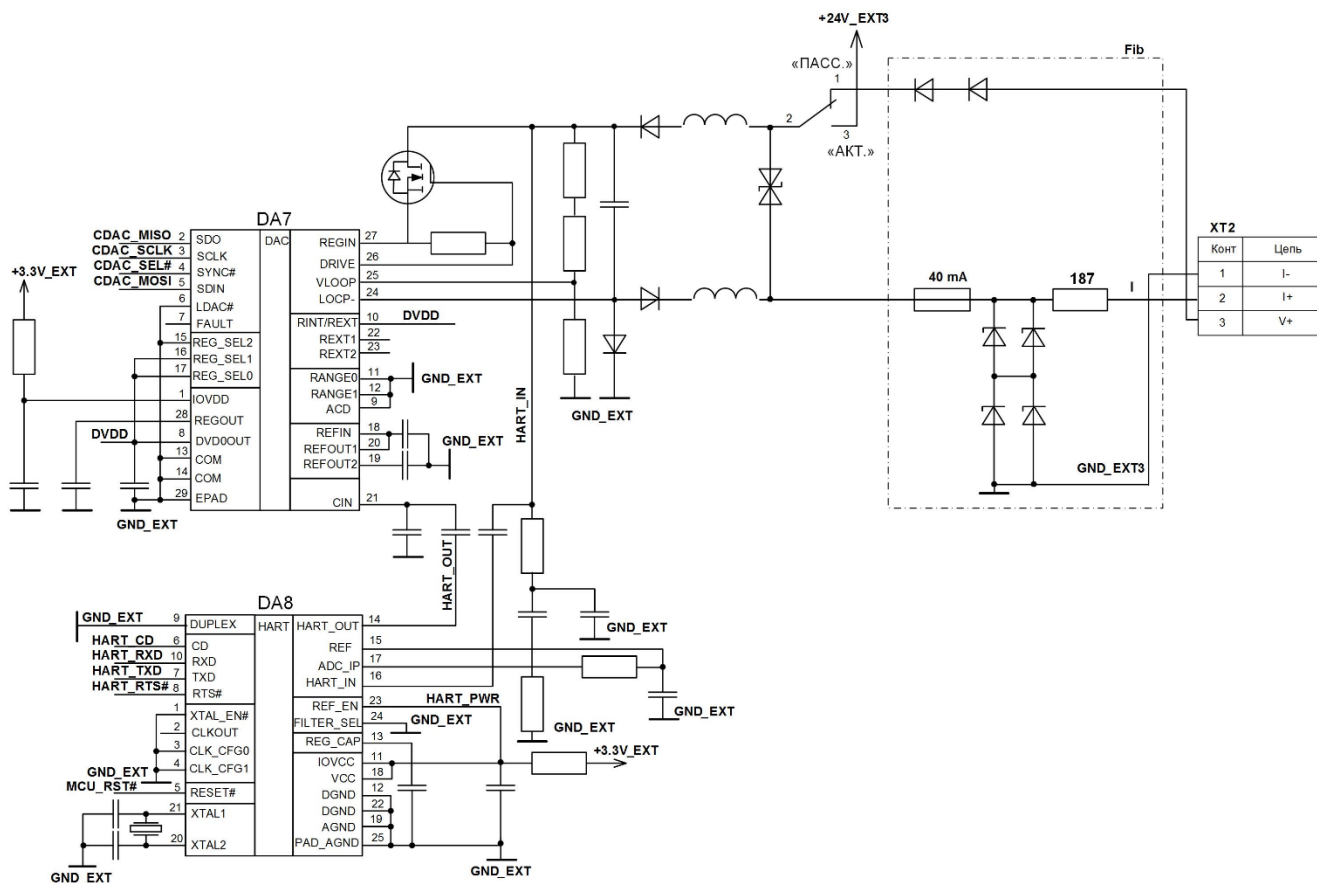 +24V_EXT3
Fib
«ПАСС.»
1
2
3
«АКТ.»
XT2
Конт Цепь
1 I-
2 I+
3 V+
40 mA
187
I
GND_EXT3
DA7
DAC
CDAC_MISO 2 SDO
CDAC_SCLK 3 SCLK
CDAC_SEL# 4 SYNC#
CDAC_MOSI 5 SDIN
6 LDAC#
7 FAULT
15 REG_SEL2
16 REG_SEL1
17 REG_SEL0
1 IOVDD
28 REGOUT
DVDD 8 DVD0OUT
13 COM
14 COM
29 EPAD
+3.3V_EXT
GND_EXT
REGIN 27
DRIVE 26
VLOOP 25
LOCP- 24
RINT/REXT 10 DVDD
REXT1 22
REXT2 23
RANGE0 11 GND_EXT
RANGE1 12
ACD 9
REFIN 18
REFOUT1 20 GND_EXT
REFOUT2 19
CIN 21
HART_IN
GND_EXT
HART_OUT
DA8
HART
GND_EXT 9 DUPLEX
HART_CD 6 CD
HART_RXD 10 RXD
HART_TXD 7 TXD
HART_RTS# 8 RTS#
1 XTAL_EN#
2 CLKOUT
3 CLK_CFG0
4 CLK_CFG1
GND_EXT
MCU_RST# 5 RESET#
21 XTAL1
20 XTAL2
GND_EXT
HART_OUT 14
REF 15
ADC_IP 17
HART_IN 16
REF_EN 23 HART_PWR
FILTER_SEL 24 GND_EXT
REG_CAP 13
IOVCC 11
VCC 18
DGND 12
DGND 22
AGND 19
PAD_AGND 25
GND_EXT
GND_EXT
GND_EXT
+3.3V_EXT
GND_EXT